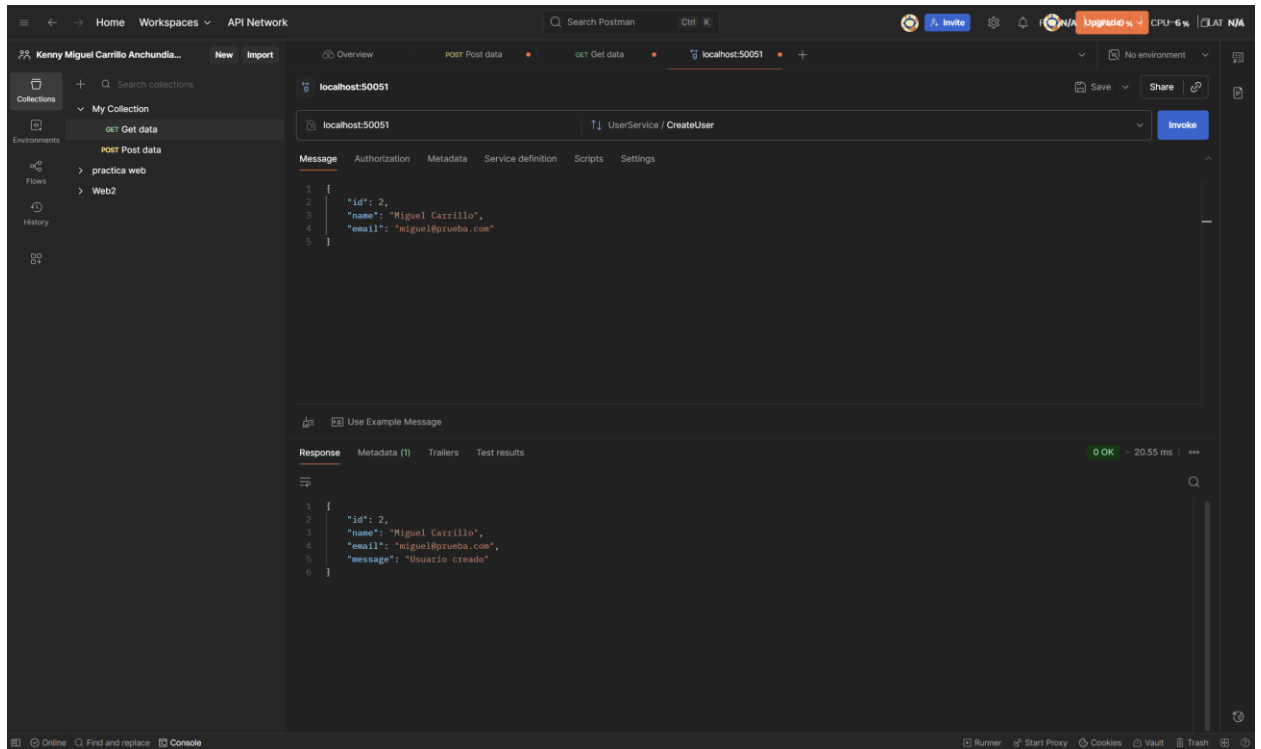 Home Workspaces API Network Search Postman Ctrl K Invite Upgrade N/A CPU 6 % LAT N/A
Kenny Miguel Carrillo Anchundia... New Import Overview POST Post data GET Get data localhost:50051 No environment
Collections
Search collections
localhost:50051
Save Share
My Collection
GET Get data
POST Post data
practica web
Web2
Environments
Flows
History
localhost:50051 UserService / CreateUser Invoke
Message Authorization Metadata Service definition Scripts Settings
1 {
2 "id": 2,
3 "name": "Miguel Carrillo",
4 "email": "miguel@prueba.com"
5 }
Use Example Message
Response Metadata (1) Trailers Test results 0 OK 20.55 ms
1 {
2 "id": 2,
3 "name": "Miguel Carrillo",
4 "email": "miguel@prueba.com",
5 "message": "Usuario creado"
6 }
Online Find and replace Console Runner Start Proxy Cookies Vault Trash